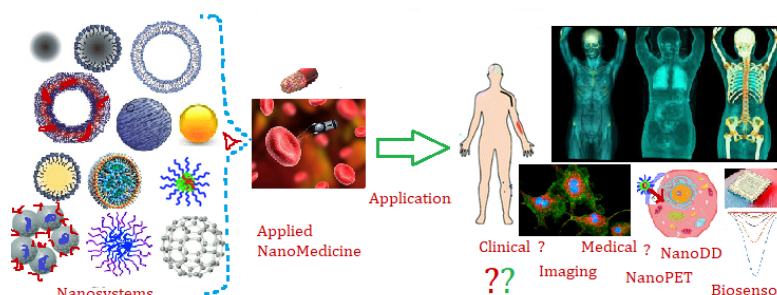 Application
Applied
NanoMedicine
Clinical ?
Medical ?
Imaging
NanoDD
NanoPET
??
Biosenso
Nanosystems